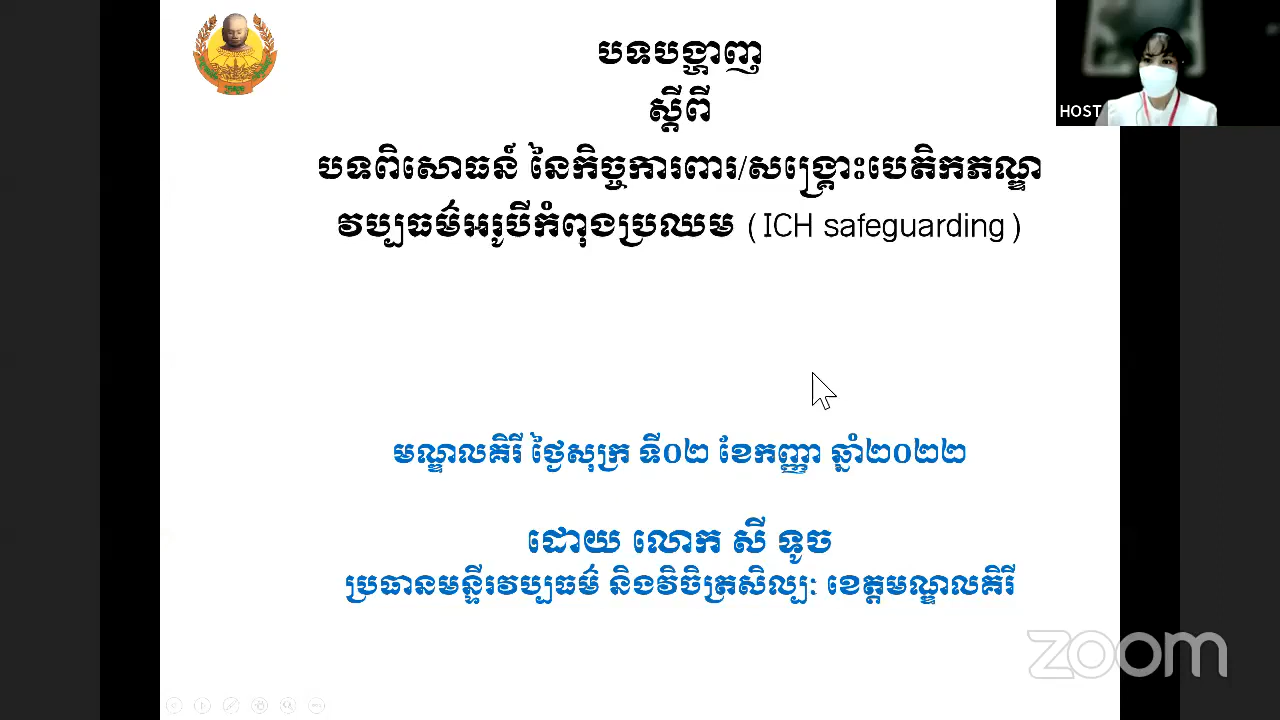 បទបង្ហាញ
ស្តីពី
បទពិសោធន៍ នៃកិច្ចការពារ/សង្គ្រោះបេតិកភណ្ឌ
វប្បធម៌អរូបីកំពុងប្រឈម (ICH safeguarding)
មណ្ឌលគិរី ថ្ងៃសុក្រ ទី០២ ខែកញ្ញា ឆ្នាំ២០២២
ដោយ លោក សី ទូច
ប្រធានមន្ទីរវប្បធម៌ និងវិចិត្រសិល្បៈ ខេត្តមណ្ឌលគិរី
HOST
zoom